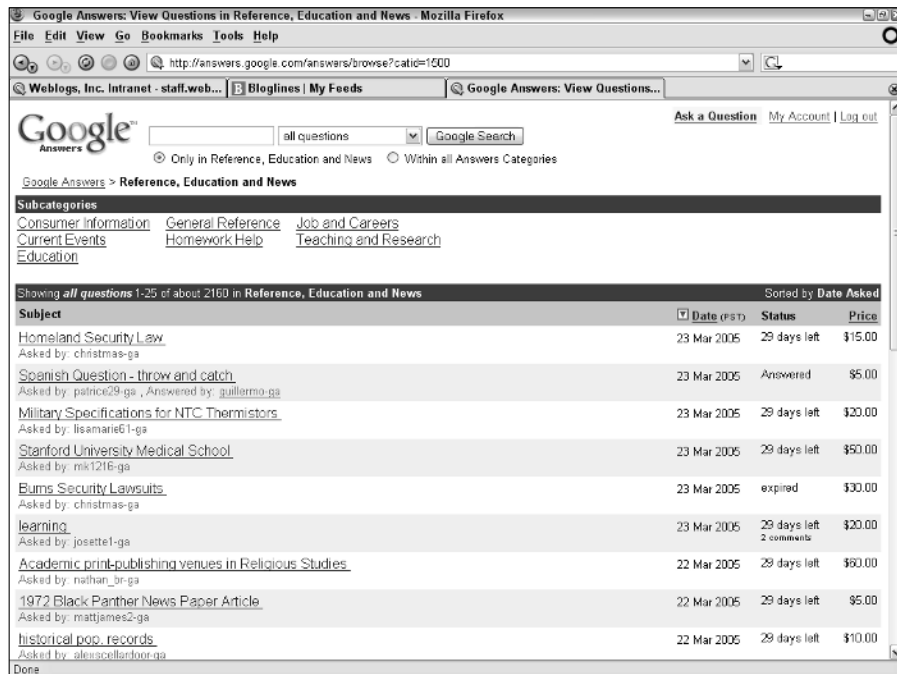 Google Answers: View Questions in Reference, Education and News - Mozilla Firefox
File Edit View Go Bookmarks Tools Help
http://answers.google.com/answers/browse?catid=1500
Weblogs, Inc. Intranet - staff.web... Bloglines | My Feeds Google Answers: View Questions...
Ask a Question My Account | Log out
Google™
Answers
all questions Google Search
Only in Reference, Education and News Within all Answers Categories
Google Answers > Reference, Education and News
Subcategories
Consumer Information General Reference Job and Careers
Current Events Homework Help Teaching and Research
Education
Showing all questions 1-25 of about 2160 in Reference, Education and News Sorted by Date Asked
Subject Date (PST) Status Price
Homeland Security Law 23 Mar 2005 29 days left $15.00
Asked by: christmas-ga
Spanish Question - throw and catch 23 Mar 2005 Answered $5.00
Asked by: patrice29-ga , Answered by: guillermo-ga
Military Specifications for NTC Thermistors 23 Mar 2005 29 days left $20.00
Asked by: lisamarie61-ga
Stanford University Medical School 23 Mar 2005 29 days left $50.00
Asked by: mk1216-ga
Burns Security Lawsuits 23 Mar 2005 expired $30.00
Asked by: christmas-ga
learning 23 Mar 2005 29 days left $20.00
2 comments
Asked by: josette1-ga
Academic print-publishing venues in Religious Studies 22 Mar 2005 29 days left $60.00
Asked by: nathan_br-ga
1972 Black Panther News Paper Article 22 Mar 2005 29 days left $5.00
Asked by: mattjames2-ga
historical pop. records 22 Mar 2005 29 days left $10.00
Asked by:
Done